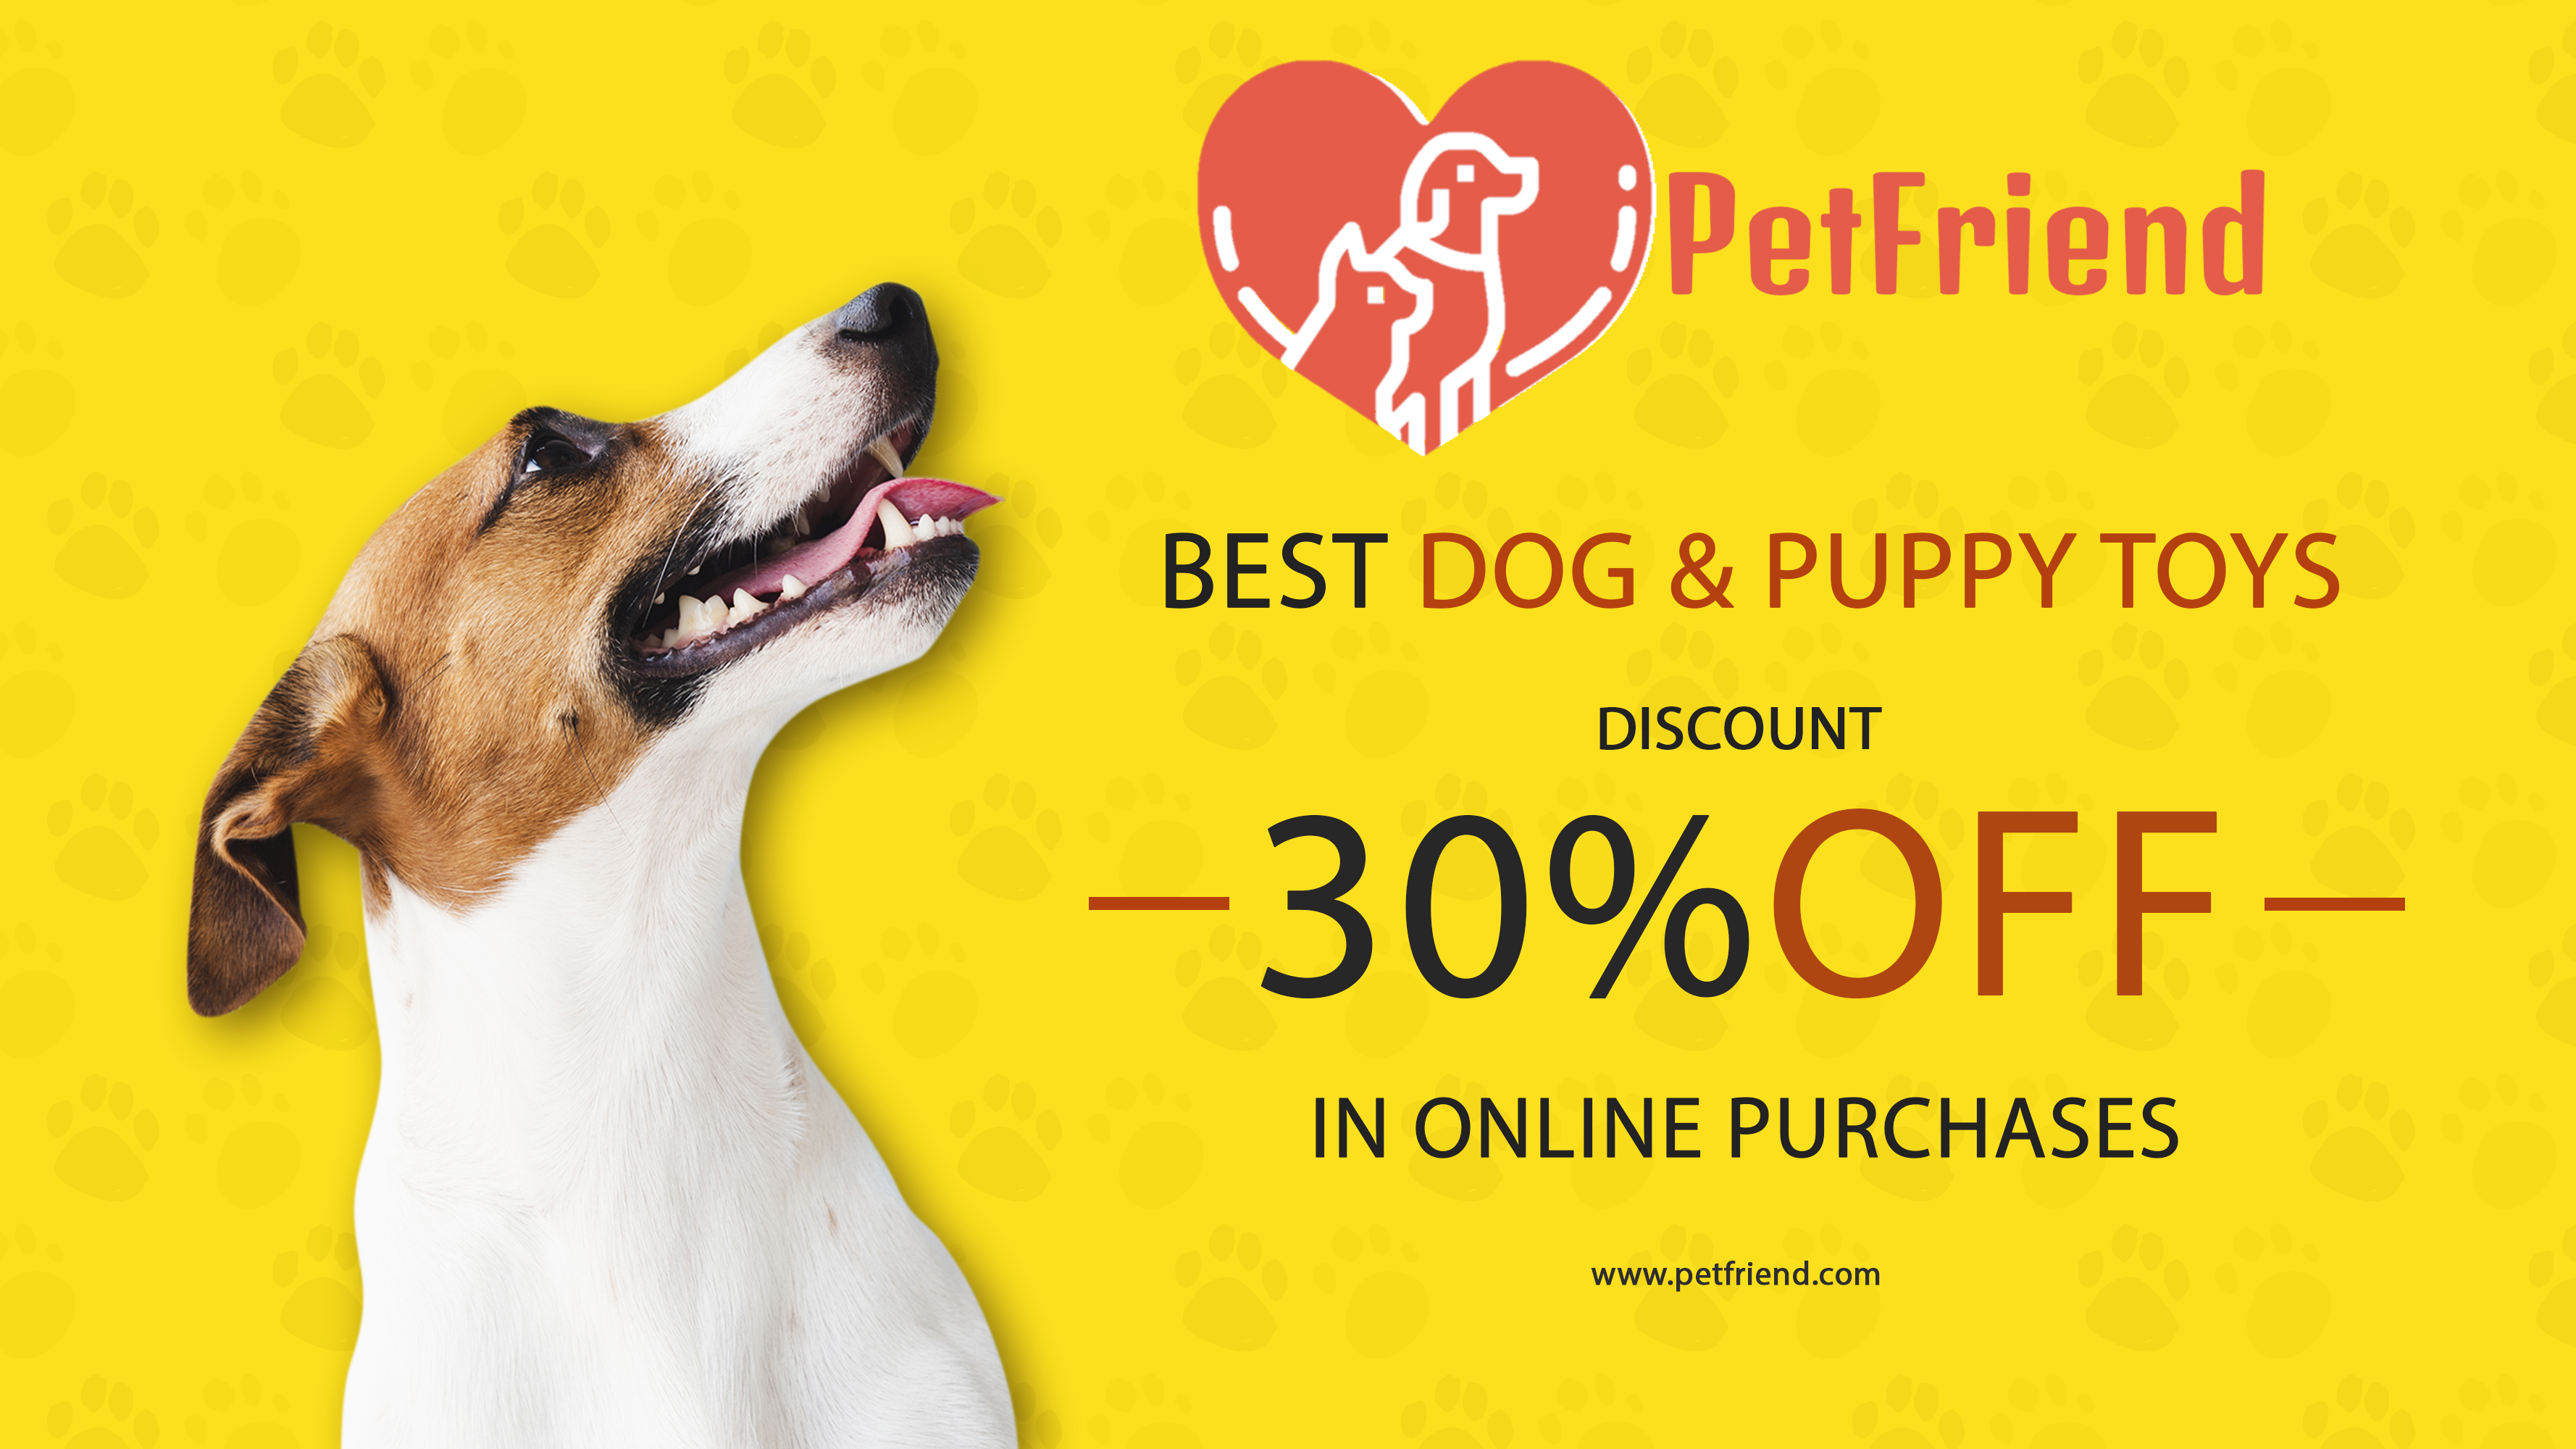 PetFriend
BEST DOG & PUPPY TOYS
DISCOUNT
30%OFF
IN ONLINE PURCHASES
www.petfriend.com